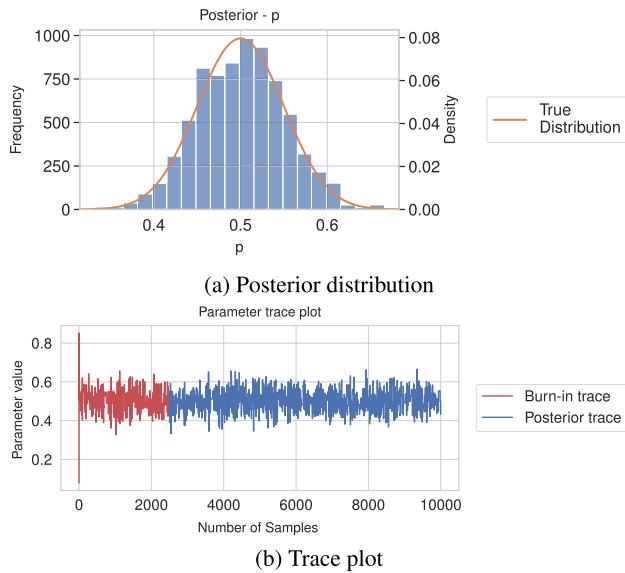 Posterior - p
1000
750
500
250
0
Frequency
0.08
0.06
0.04
0.02
0.00
Density
0.4
0.5
0.6
p
True
Distribution
(a) Posterior distribution
Parameter trace plot
0.8
0.6
0.4
0.2
Parameter value
0
2000
4000
6000
8000
10000
Number of Samples
Burn-in trace
Posterior trace
(b) Trace plot